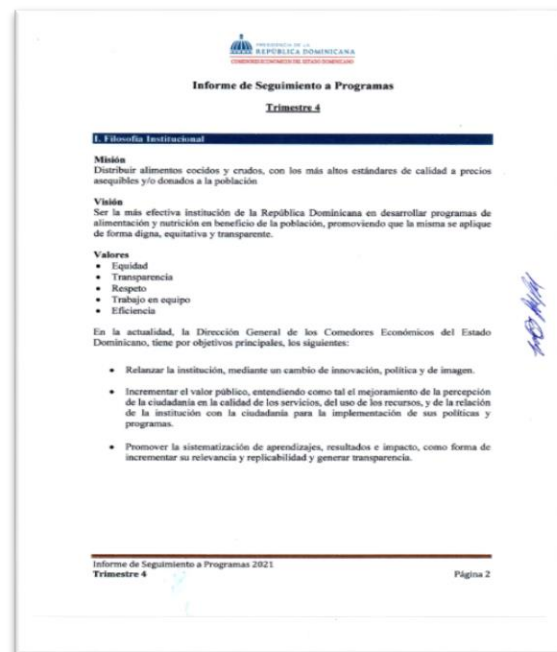 PRESIDENCIA DE LA
REPÚBLICA DOMINICANA
COMEDORES ECONÓMICOS DEL ESTADO DOMINICANO
Informe de Seguimiento a Programas
Trimestre 4
I. Filosofía Institucional
Misión
Distribuir alimentos cocidos y crudos, con los más altos estándares de calidad a precios
asequibles y/o donados a la población
Visión
Ser la más efectiva institución de la República Dominicana en desarrollar programas de
alimentación y nutrición en beneficio de la población, promoviendo que la misma se aplique
de forma digna, equitativa y transparente.
Valores
• Equidad
• Transparencia
• Respeto
• Trabajo en equipo
• Eficiencia
En la actualidad, la Dirección General de los Comedores Económicos del Estado
Dominicano, tiene por objetivos principales, los siguientes:
• Relanzar la institución, mediante un cambio de innovación, política y de imagen.
• Incrementar el valor público, entendiendo como tal el mejoramiento de la percepción
de la ciudadanía en la calidad de los servicios, del uso de los recursos, y de la relación
de la institución con la ciudadanía para la implementación de sus políticas y
programas.
• Promover la sistematización de aprendizajes, resultados e impacto, como forma de
incrementar su relevancia y replicabilidad y generar transparencia.
Informe de Seguimiento a Programas 2021
Trimestre 4
Página 2